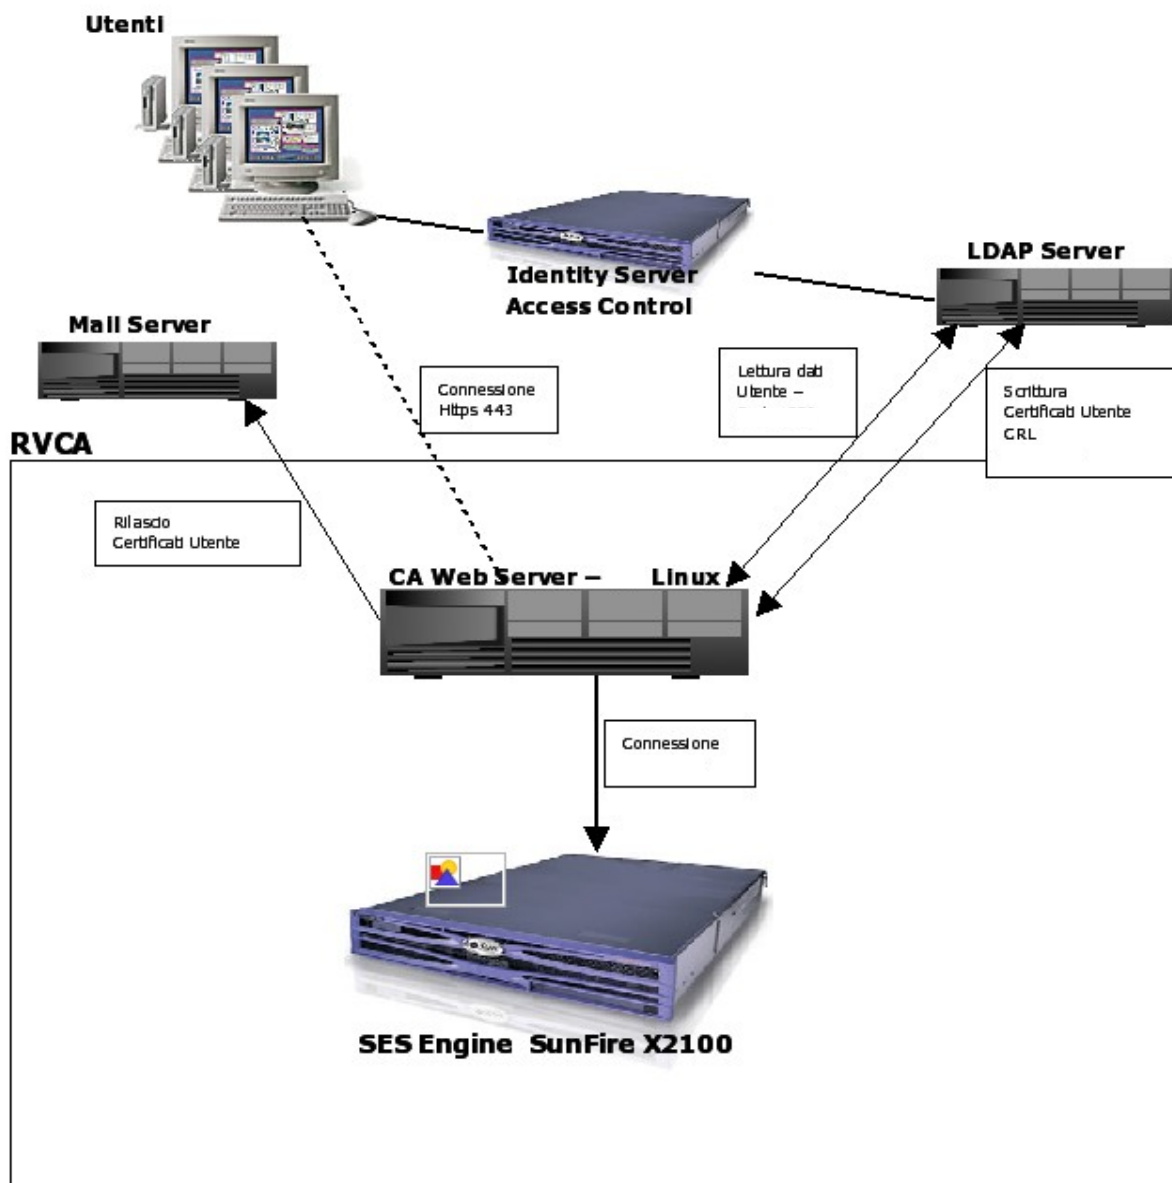 Utenti
Identity Server
Access Control
LDAP Server
Mail Server
Connessione
Https 443
Lettura dati
Utente –
Scrittura
Certificati Utente
CRL
RVCA
Rilascio
Certificati Utente
CA Web Server – Linux
Connessione
Sun
SES Engine SunFire X2100